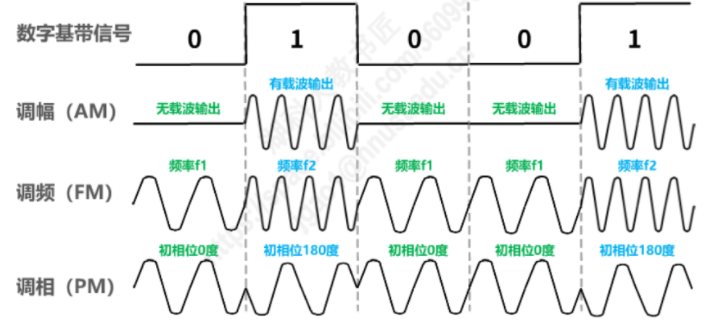 数字基带信号 0 1 0 0 1
有载波输出 有载波输出
调幅（AM） 无载波输出 无载波输出 无载波输出
频率f1 频率f2 频率f1 频率f1 频率f2
调频（FM）
初相位0度 初相位180度 初相位0度 初相位0度 初相位180度
调相（PM）